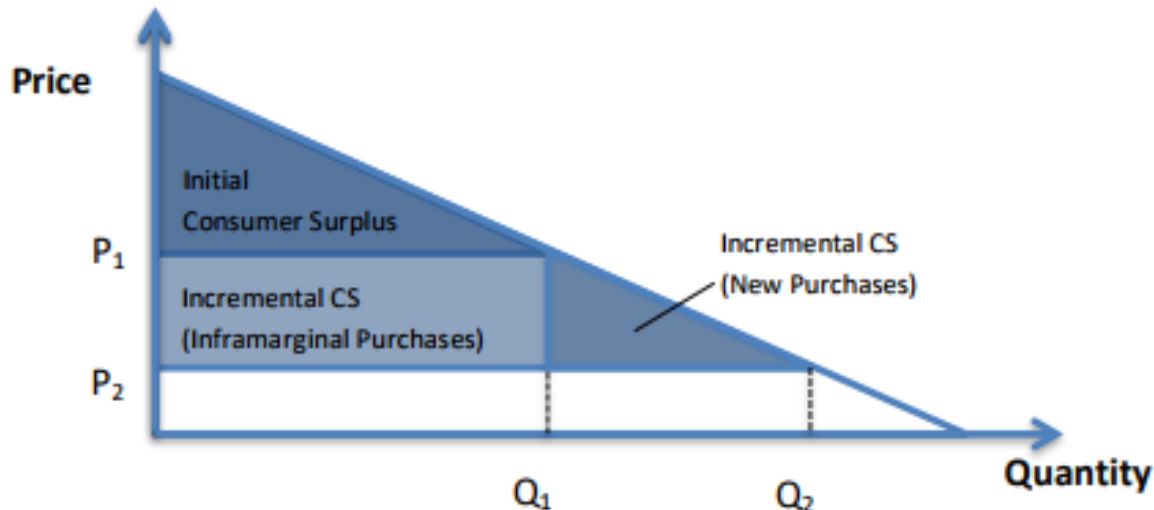 Price
Initial
Consumer Surplus
P₁
Incremental CS
(New Purchases)
Incremental CS
(Inframarginal Purchases)
P₂
Q₁
Q₂
Quantity